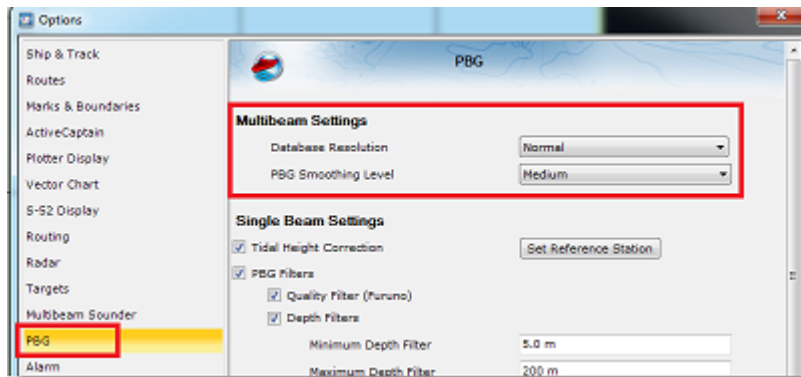 Options
Ship & Track
Routes
Marks & Boundaries
ActiveCaptain
Plotter Display
Vector Chart
S-52 Display
Routing
Radar
Targets
Multibeam Sounder
PBG
Alarm
PBG
Multibeam Settings
Database Resolution Normal
PBG Smoothing Level Medium
Single Beam Settings
Tidal Height Correction Set Reference Station
PBG Filters
Quality Filter (Furuno)
Depth Filters
Minimum Depth Filter 5.0 m
Maximum Depth Filter 200 m